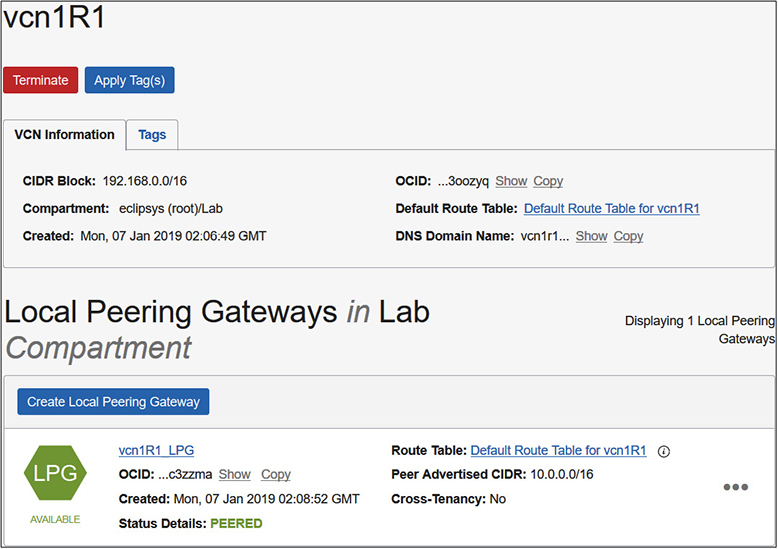 vcn1R1
Terminate
Apply Tag(s)
VCN Information
Tags
CIDR Block: 192.168.0.0/16
OCID: ...3oozyq Show Copy
Compartment: eclipsys (root)/Lab
Default Route Table: Default Route Table for vcn1R1
Created: Mon, 07 Jan 2019 02:06:49 GMT
DNS Domain Name: vcn1r1... Show Copy
Local Peering Gateways in Lab
Compartment
Displaying 1 Local Peering
Gateways
Create Local Peering Gateway
LPG
AVAILABLE
vcn1R1_LPG
OCID: ...c3zzma Show Copy
Created: Mon, 07 Jan 2019 02:08:52 GMT
Status Details: PEERED
Route Table: Default Route Table for vcn1R1
Peer Advertised CIDR: 10.0.0.0/16
Cross-Tenancy: No